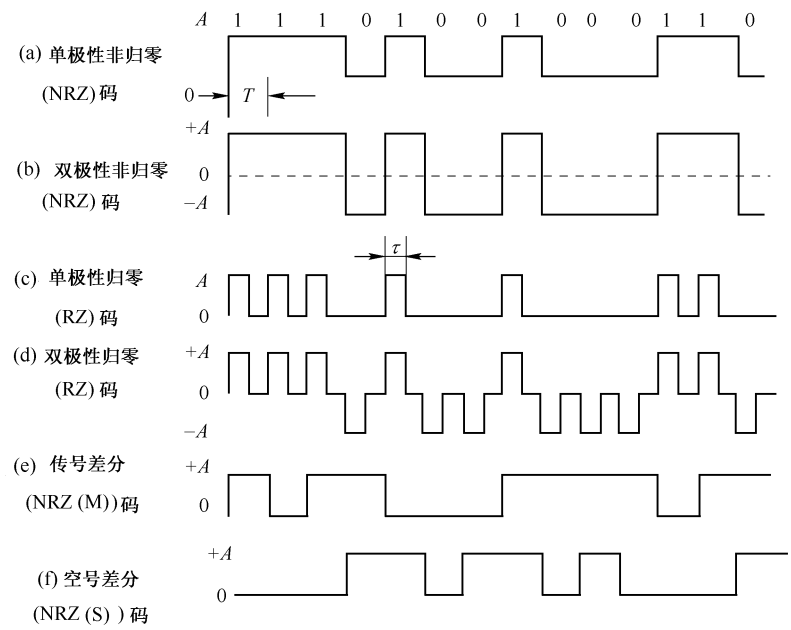 A 1 1 1 0 1 0 0 1 0 0 0 1 1 0
(a) 单极性非归零
(NRZ) 码
0 T
+A
(b) 双极性非归零
0
(NRZ) 码
−A
τ
(c) 单极性归零
A
(RZ) 码
0
(d) 双极性归零
+A
(RZ) 码
0
−A
(e) 传号差分
+A
(NRZ (M)) 码
0
+A
(f) 空号差分
0
(NRZ (S) ) 码